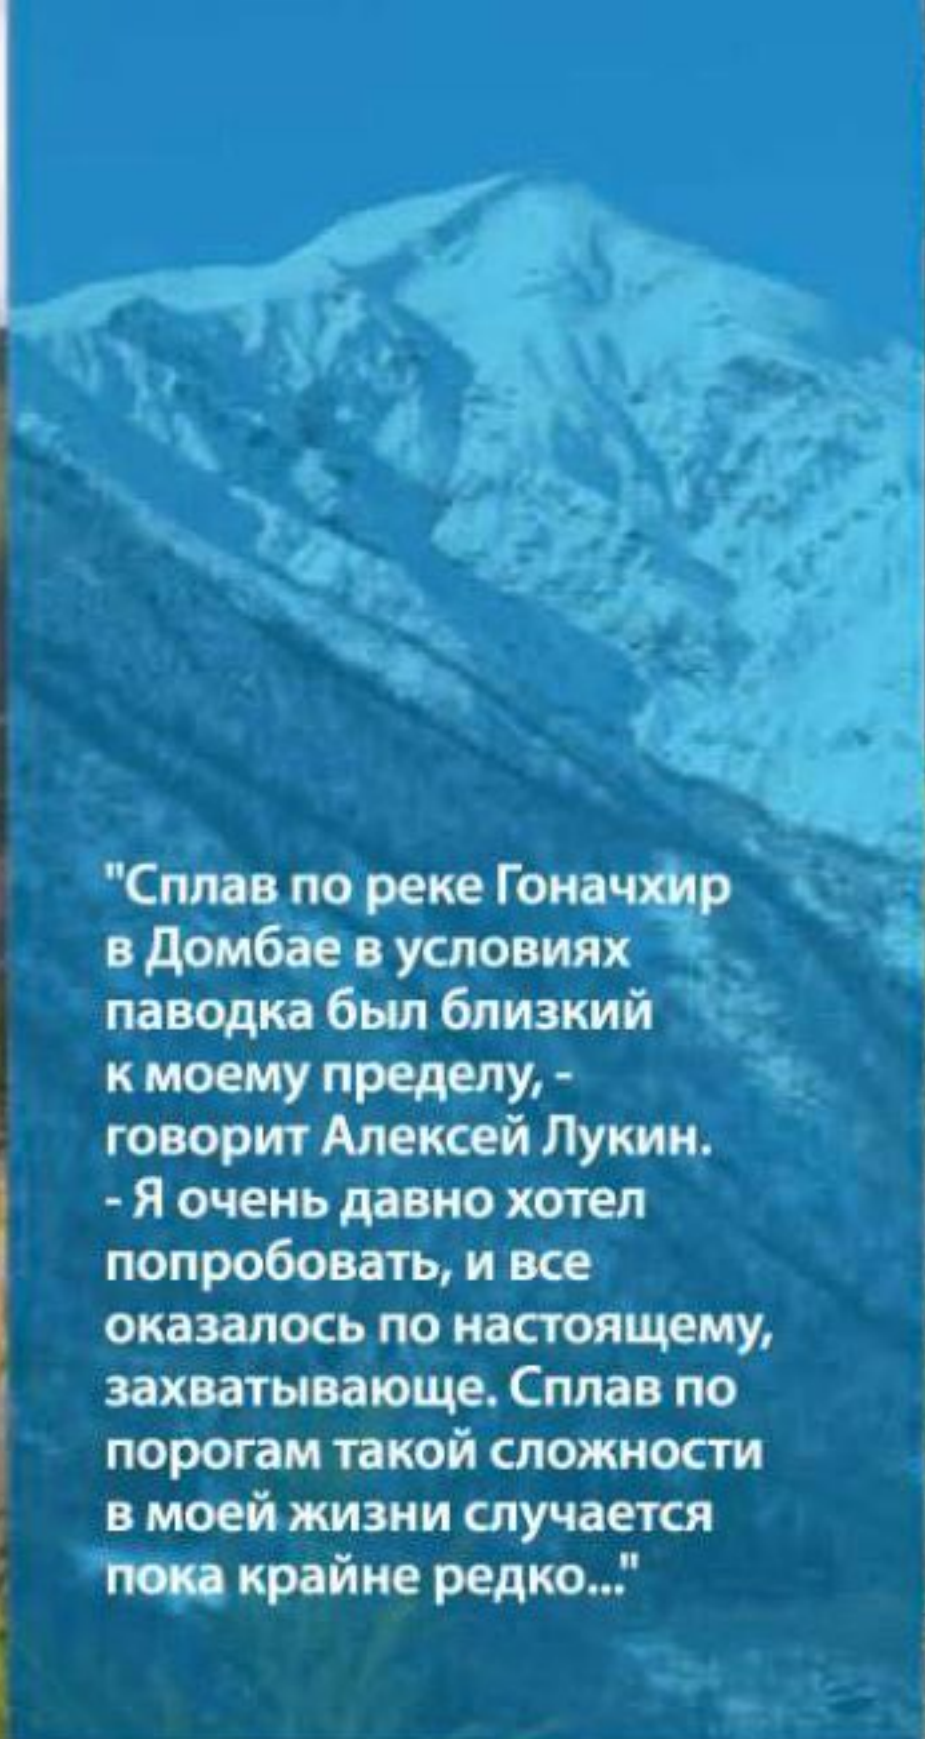 "Сплав по реке Гоначхир
в Домбае в условиях
паводка был близкий
к моему пределу, -
говорит Алексей Лукин.
- Я очень давно хотел
попробовать, и все
оказалось по настоящему,
захватывающе. Сплав по
порогам такой сложности
в моей жизни случается
пока крайне редко..."